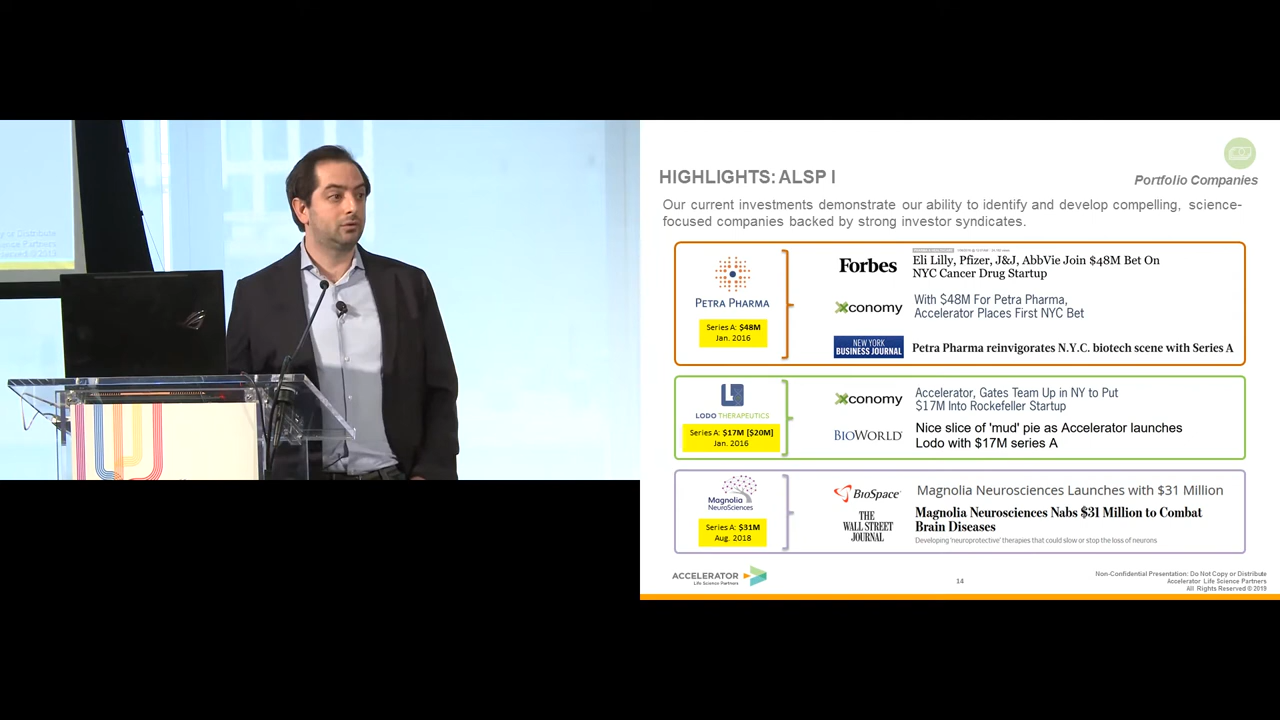 y or Distribute
Science Partners
served © 2019
HIGHLIGHTS: ALSP I
Portfolio Companies
Our current investments demonstrate our ability to identify and develop compelling, science-
focused companies backed by strong investor syndicates.
PETRA PHARMA
Series A: $48M
Jan. 2016
Forbes
Eli Lilly, Pfizer, J&J, AbbVie Join $48M Bet On
NYC Cancer Drug Startup
Xconomy
With $48M For Petra Pharma,
Accelerator Places First NYC Bet
NEW YORK
BUSINESS JOURNAL
Petra Pharma reinvigorates N.Y.C. biotech scene with Series A
LODO THERAPEUTICS
Series A: $17M [$20M]
Jan. 2016
Xconomy
Accelerator, Gates Team Up in NY to Put
$17M Into Rockefeller Startup
BIOWORLD
Nice slice of 'mud' pie as Accelerator launches
Lodo with $17M series A
Magnolia
NEUROSCIENCES
Series A: $31M
Aug. 2018
BIOSPACE
Magnolia Neurosciences Launches with $31 Million
THE
WALL STREET
JOURNAL
Magnolia Neurosciences Nabs $31 Million to Combat
Brain Diseases
Developing 'neuroprotective' therapies that could slow or stop the loss of neurons
ACCELERATOR
Life Science Partners
14
Non-Confidential Presentation: Do Not Copy or Distribute
Accelerator Life Science Partners
All Rights Reserved © 2019